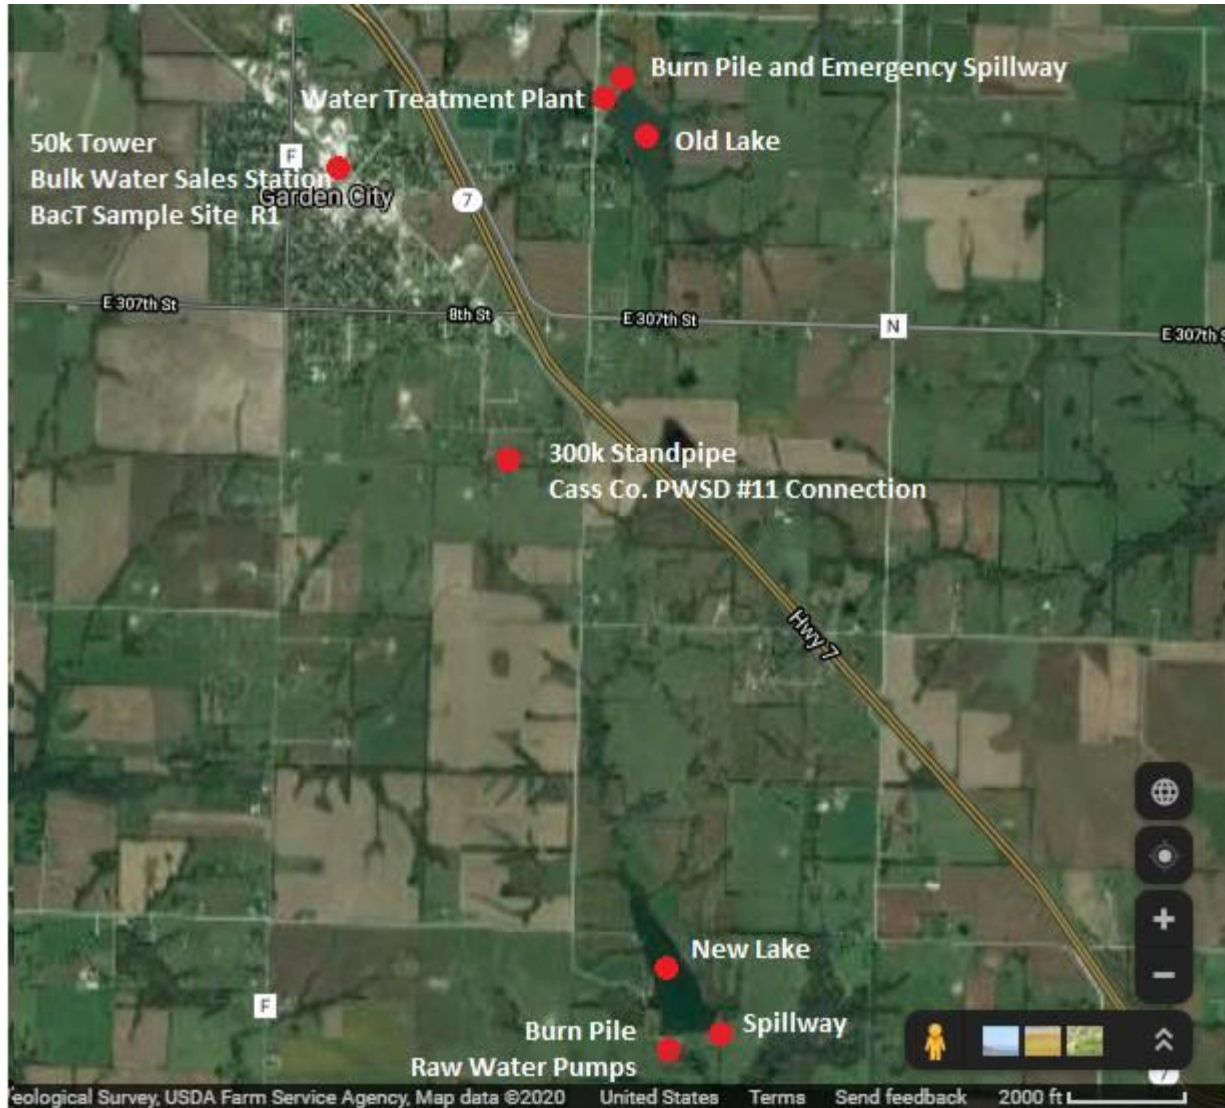 Burn Pile and Emergency Spillway
Water Treatment Plant
Old Lake
50k Tower
Bulk Water Sales Station
BacT Sample Site R1
F
Garden City
7
E 307th St
8th St
E 307th St
N
E 307th S
300k Standpipe
Cass Co. PWSD #11 Connection
Hwy 7
New Lake
F
Spillway
Burn Pile
Raw Water Pumps
7
eological Survey, USDA Farm Service Agency, Map data ©2020 United States Terms Send feedback 2000 ft